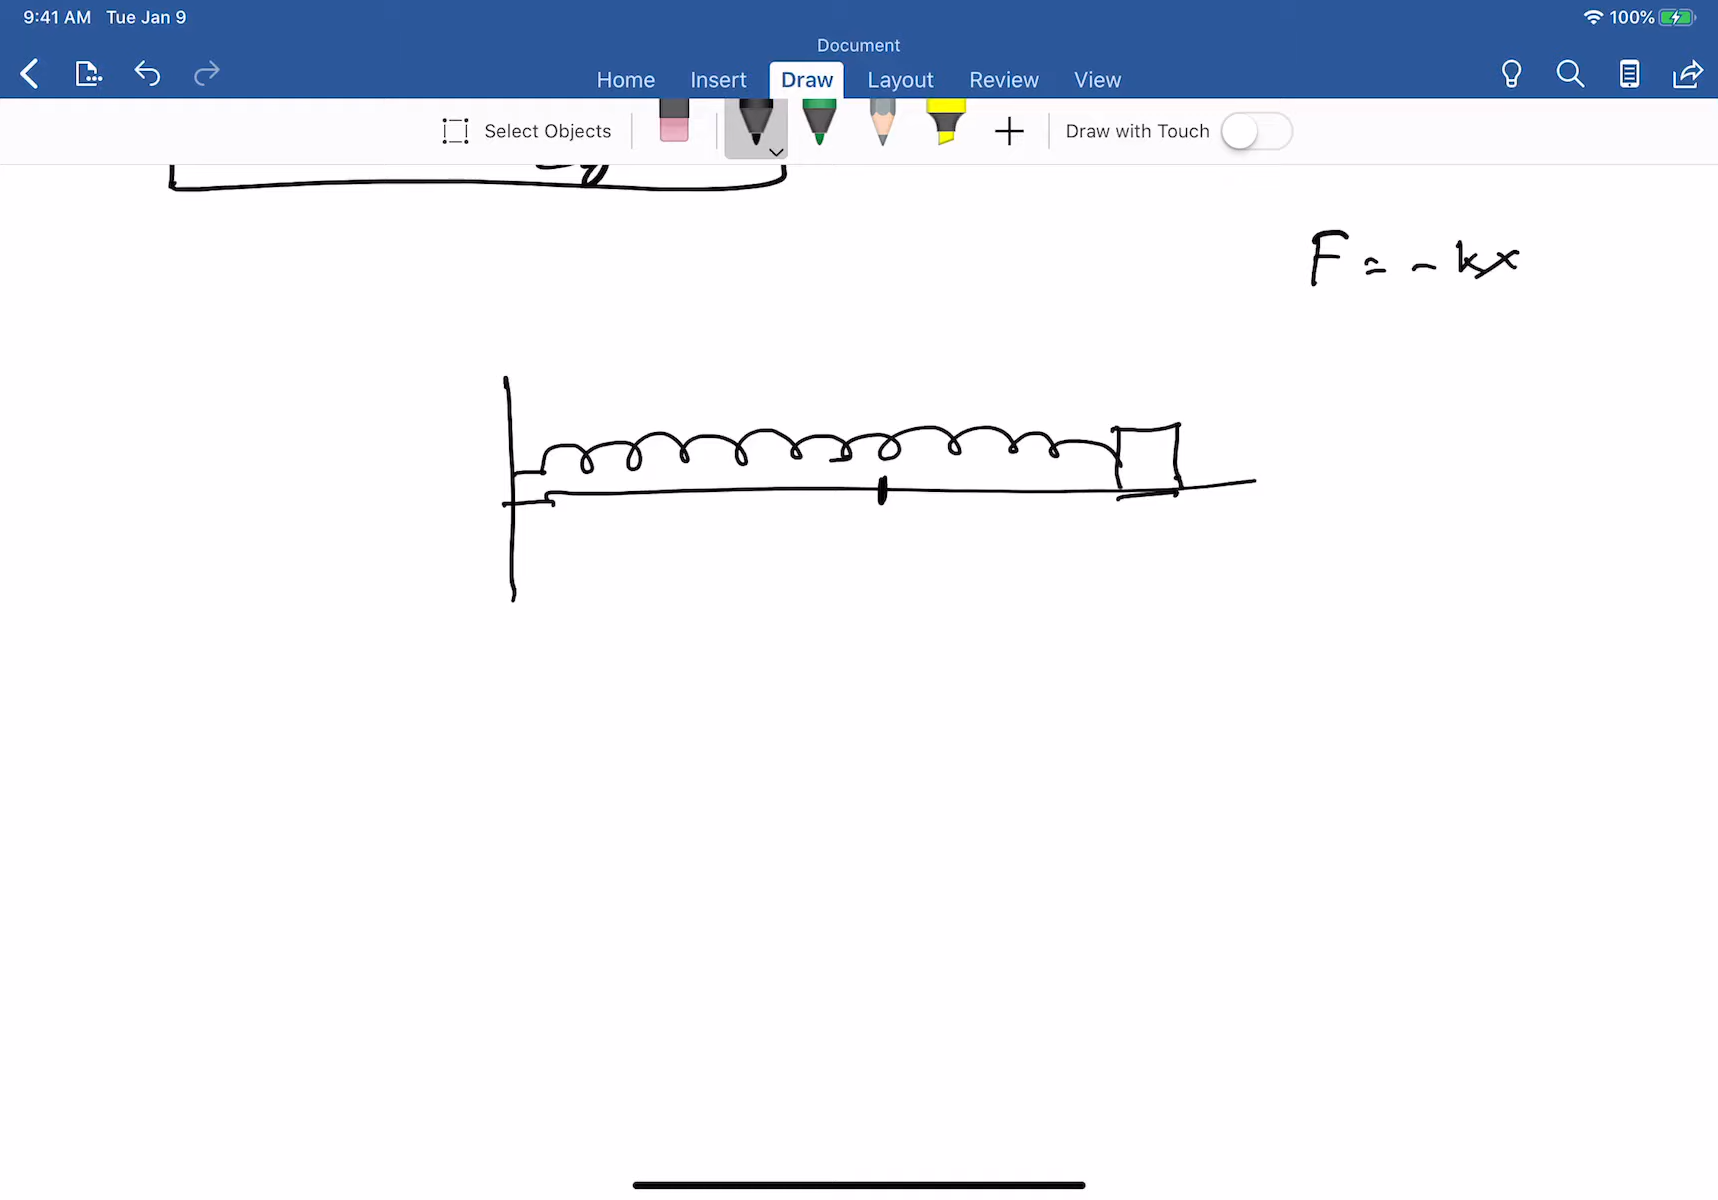 9:41 AM Tue Jan 9
100%
Document
Home Insert Draw Layout Review View
Select Objects
Draw with Touch
F = - kx